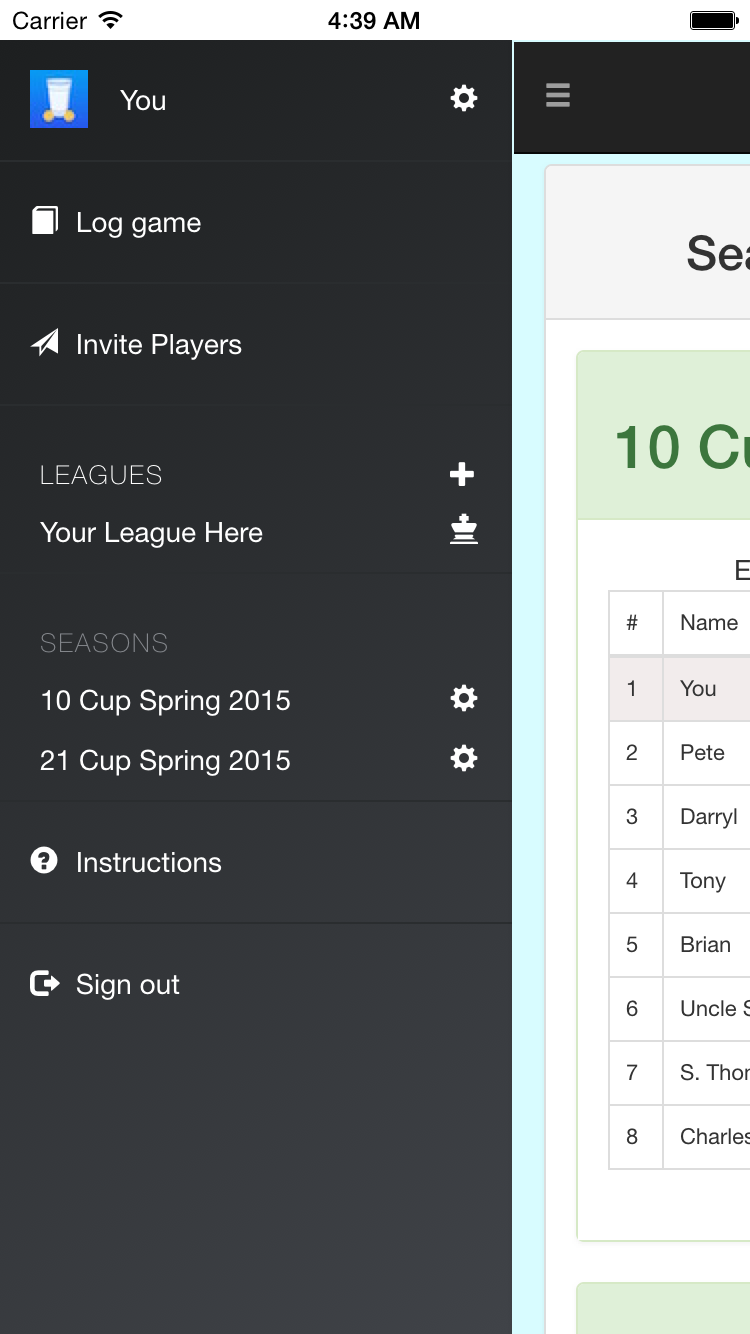 Carrier 4:39 AM
You
Log game
Invite Players
LEAGUES
Your League Here
SEASONS
10 Cup Spring 2015
21 Cup Spring 2015
Instructions
Sign out
Sea
10 Cu
E
# Name
1 You
2 Pete
3 Darryl
4 Tony
5 Brian
6 Uncle S
7 S. Thor
8 Charles